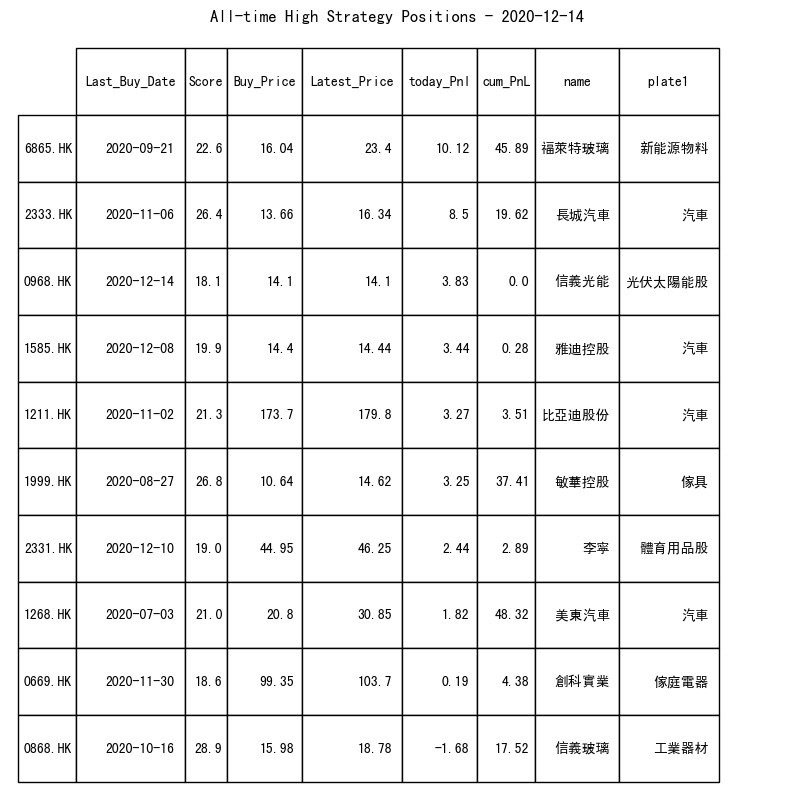 All-time High Strategy Positions - 2020-12-14
Last_Buy_Date Score Buy_Price Latest_Price today_Pnl cum_PnL name plate1
6865.HK 2020-09-21 22.6 16.04 23.4 10.12 45.89 福萊特玻璃 新能源物料
2333.HK 2020-11-06 26.4 13.66 16.34 8.5 19.62 長城汽車 汽車
0968.HK 2020-12-14 18.1 14.1 14.1 3.83 0.0 信義光能 光伏太陽能股
1585.HK 2020-12-08 19.9 14.4 14.44 3.44 0.28 雅迪控股 汽車
1211.HK 2020-11-02 21.3 173.7 179.8 3.27 3.51 比亞迪股份 汽車
1999.HK 2020-08-27 26.8 10.64 14.62 3.25 37.41 敏華控股 傢具
2331.HK 2020-12-10 19.0 44.95 46.25 2.44 2.89 李寧 體育用品股
1268.HK 2020-07-03 21.0 20.8 30.85 1.82 48.32 美東汽車 汽車
0669.HK 2020-11-30 18.6 99.35 103.7 0.19 4.38 創科實業 傢庭電器
0868.HK 2020-10-16 28.9 15.98 18.78 -1.68 17.52 信義玻璃 工業器材